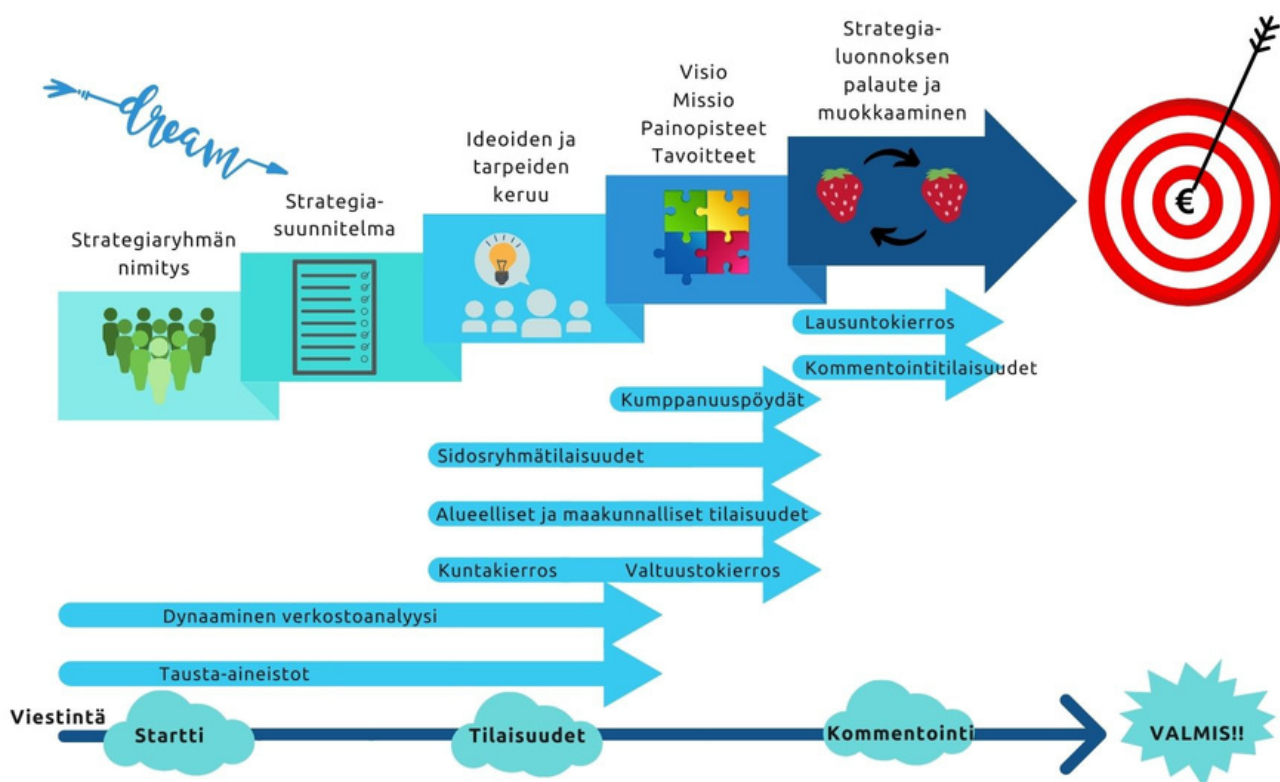 dream
Strategiaryhmän
nimitys
Strategia-
suunnitelma
Ideoiden ja
tarpeiden
keruu
Visio
Missio
Painopisteet
Tavoitteet
Strategia-
luonnoksen
palaute ja
muokkaaminen
€
Lausuntokierros
Kommentointitilaisuudet
Kumppanuuspöydät
Sidosryhmätilaisuudet
Alueelliset ja maakunnalliset tilaisuudet
Kuntakierros
Valtuustokierros
Dynaaminen verkostoanalyysi
Tausta-aineistot
Viestintä
Startti
Tilaisuudet
Kommentointi
VALMIS!!